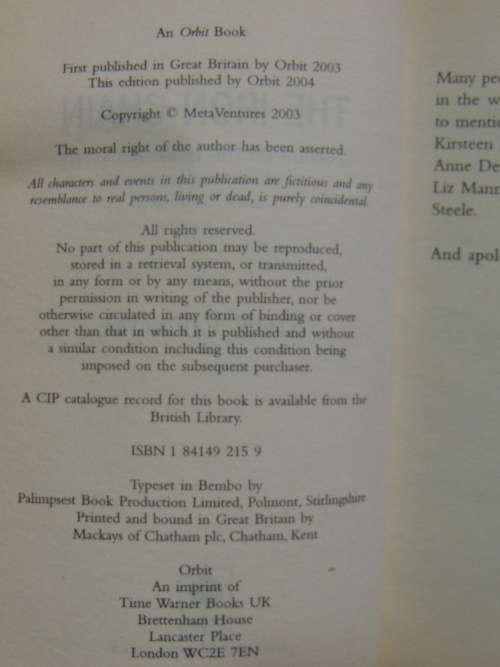 An Orbit Book
First published in Great Britain by Orbit 2003
This edition published by Orbit 2004
Copyright © MetaVentures 2003
The moral right of the author has been asserted.
All characters and events in this publication are fictitious and any
resemblance to real persons, living or dead, is purely coincidental.
All rights reserved.
No part of this publication may be reproduced,
stored in a retrieval system, or transmitted,
in any form or by any means, without the prior
permission in writing of the publisher, nor be
otherwise circulated in any form of binding or cover
other than that in which it is published and without
a similar condition including this condition being
imposed on the subsequent purchaser.
A CIP catalogue record for this book is available from the
British Library.
ISBN 1 84149 215 9
Typeset in Bembo by
Palimpsest Book Production Limited, Polmont, Stirlingshire
Printed and bound in Great Britain by
Mackays of Chatham plc, Chatham, Kent
Orbit
An imprint of
Time Warner Books UK
Brettenham House
Lancaster Place
London WC2E 7EN
Many
in the
to
Kirsteen
Anne
Liz
Steele.
And